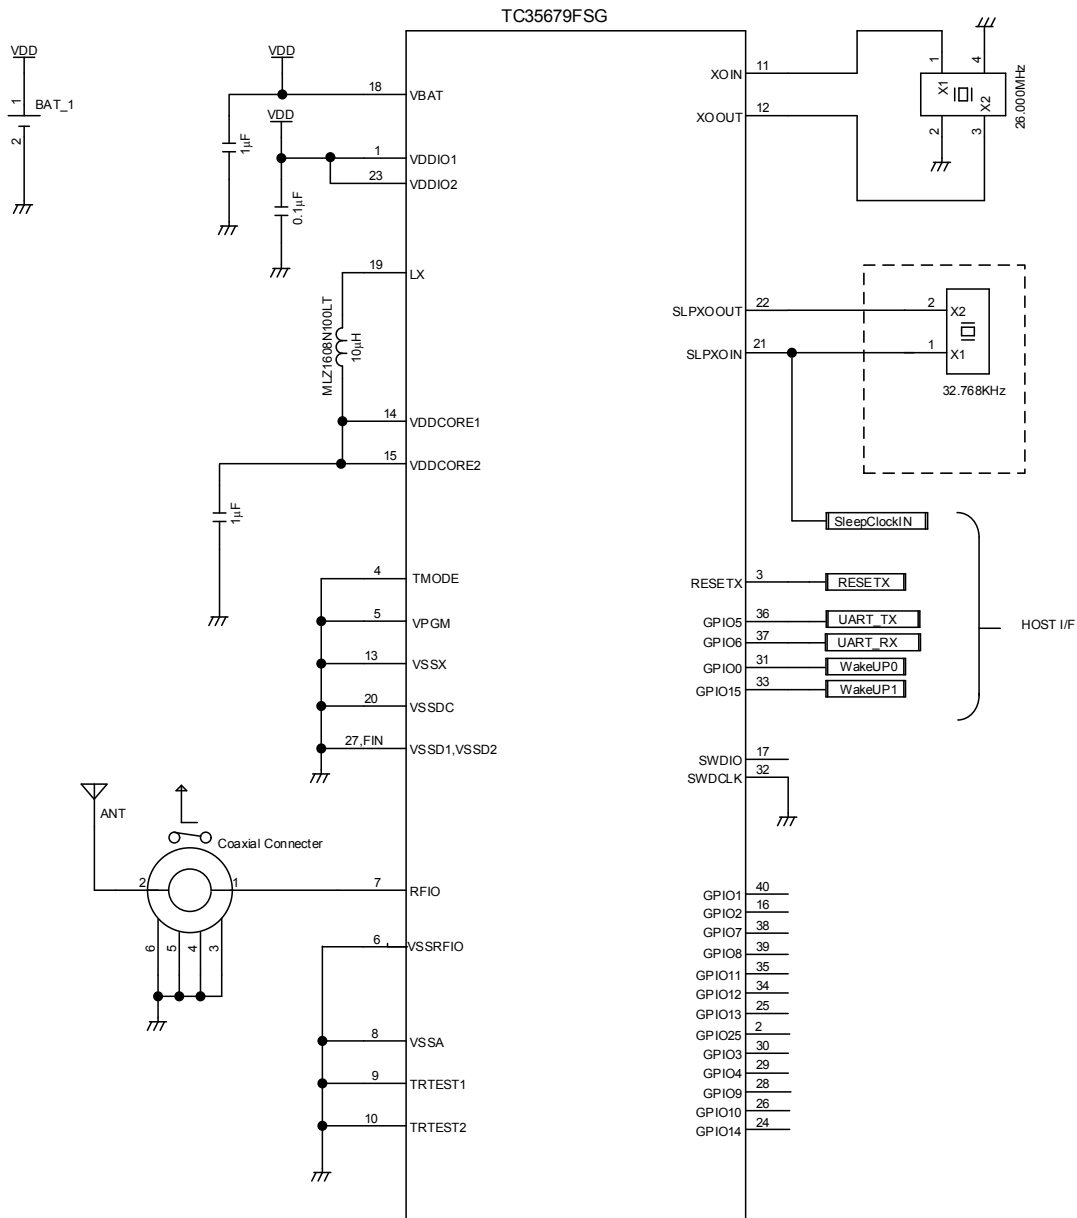 TC35679FSG
VDD
1
BAT_1
2
VDD
18
VBAT
1µF
VDD
1
VDDIO1
23
VDDIO2
0.1µF
19
LX
MLZ1608N100LT
10µH
14
VDDCORE1
15
VDDCORE2
1µF
4
TMODE
5
VPGM
13
VSSX
20
VSSDC
27,FIN
VSSD1,VSSD2
ANT
Coaxial Connecter
2
1
7
RFIO
6
5
4
3
6
VSSRFIO
8
VSSA
9
TRTEST1
10
TRTEST2
XOIN
11
XOOUT
12
1
4
X1
X2
2
3
26.000MHz
SLPXOOUT
22
2
X2
SLPXOIN
21
1
X1
32.768KHz
SleepClockIN
RESETX
3
RESETX
GPIO5
36
UART_TX
GPIO6
37
UART_RX
GPIO0
31
WakeUP0
GPIO15
33
WakeUP1
HOST I/F
SWDIO
17
SWDCLK
32
GPIO1
40
GPIO2
16
GPIO7
38
GPIO8
39
GPIO11
35
GPIO12
34
GPIO13
25
GPIO25
2
GPIO3
30
GPIO4
29
GPIO9
28
GPIO10
26
GPIO14
24